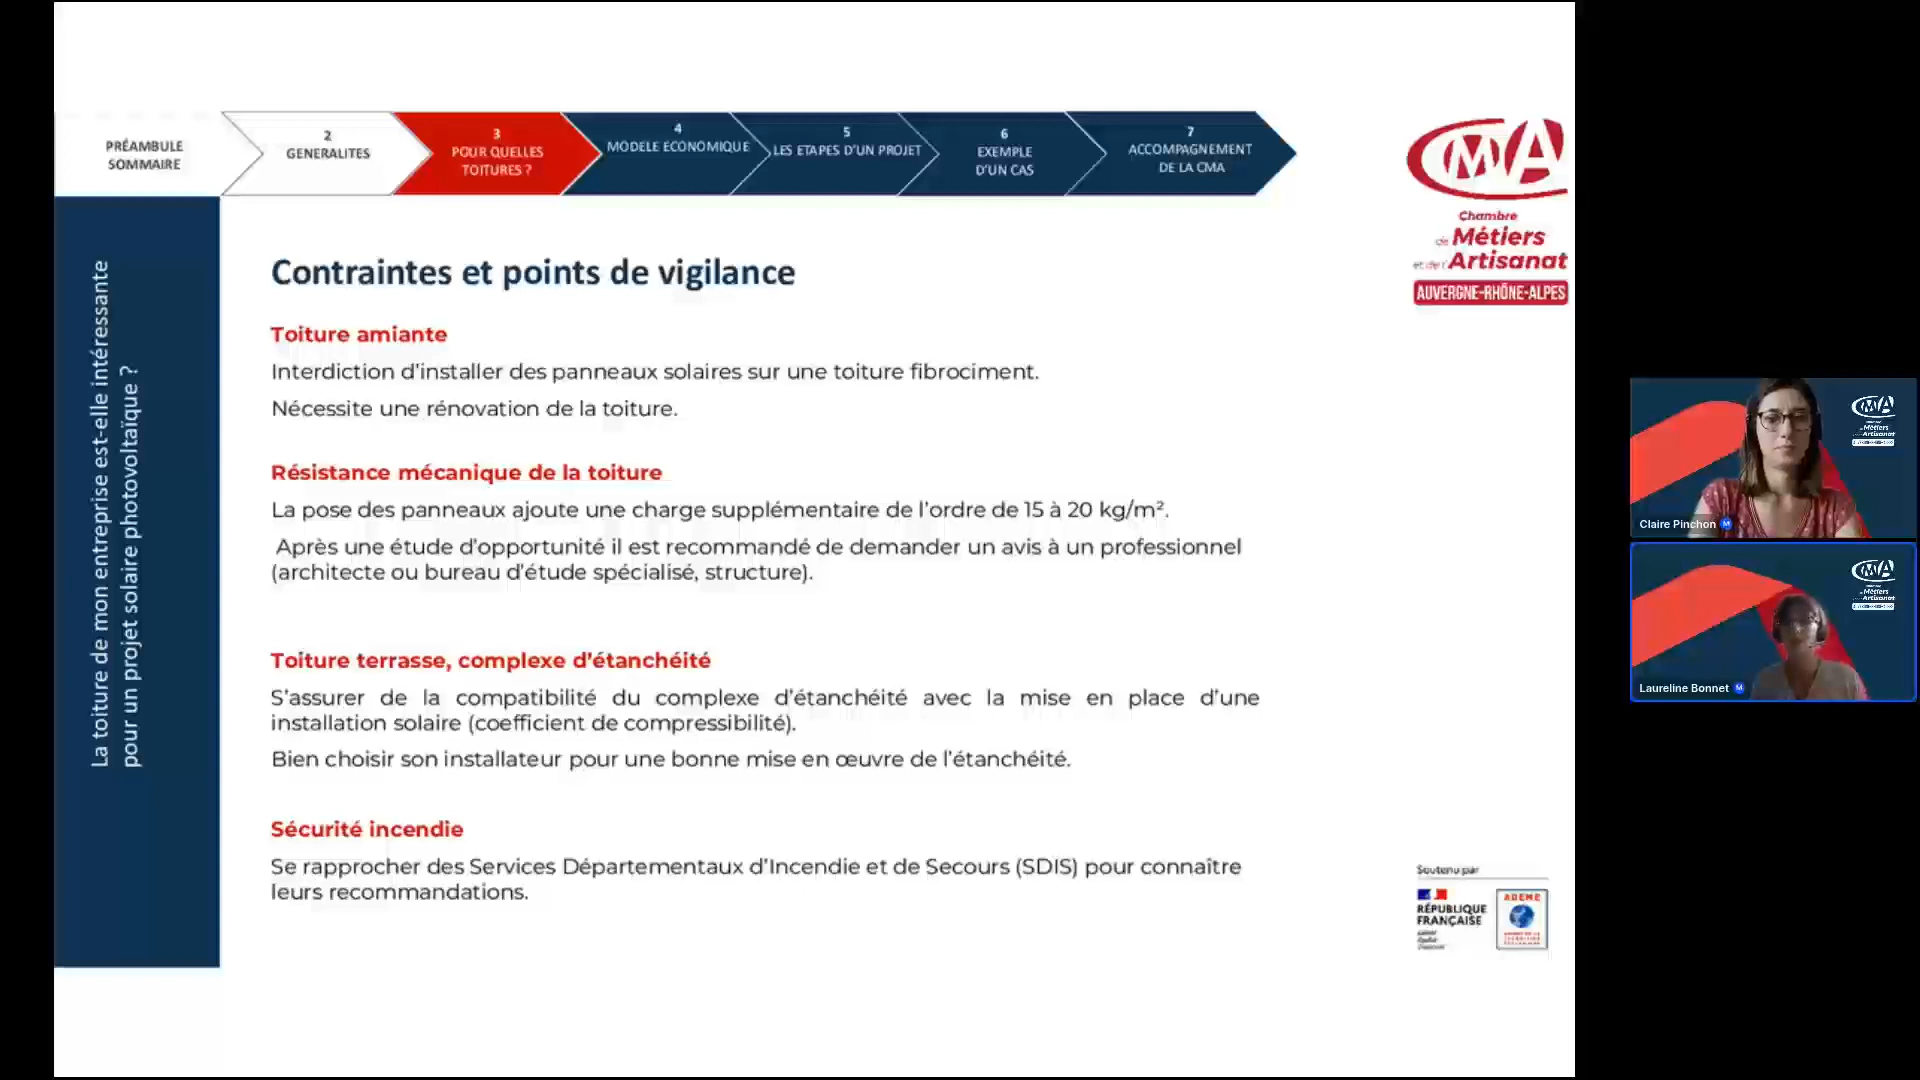 PRÉAMBULE
SOMMAIRE
2
GENERALITES
3
POUR QUELLES
TOITURES ?
4
MODELE ECONOMIQUE
5
LES ETAPES D'UN PROJET
6
EXEMPLE
D'UN CAS
7
ACCOMPAGNEMENT
DE LA CMA
CMA
Chambre
de Métiers
et de l'Artisanat
AUVERGNE-RHÔNE-ALPES
La toiture de mon entreprise est-elle intéressante
pour un projet solaire photovoltaïque ?
Contraintes et points de vigilance
Toiture amiante
Interdiction d'installer des panneaux solaires sur une toiture fibrociment.
Nécessite une rénovation de la toiture.
Résistance mécanique de la toiture
La pose des panneaux ajoute une charge supplémentaire de l'ordre de 15 à 20 kg/m².
Après une étude d'opportunité il est recommandé de demander un avis à un professionnel
(architecte ou bureau d'étude spécialisé, structure).
Toiture terrasse, complexe d'étanchéité
S'assurer de la compatibilité du complexe d'étanchéité avec la mise en place d'une
installation solaire (coefficient de compressibilité).
Bien choisir son installateur pour une bonne mise en œuvre de l'étanchéité.
Sécurité incendie
Se rapprocher des Services Départementaux d'Incendie et de Secours (SDIS) pour connaître
leurs recommandations.
Soutenu par
RÉPUBLIQUE
FRANÇAISE
ADEME
CMA
Métiers
Artisanat
Claire Pinchon
CMA
Métiers
Artisanat
Laureline Bonnet